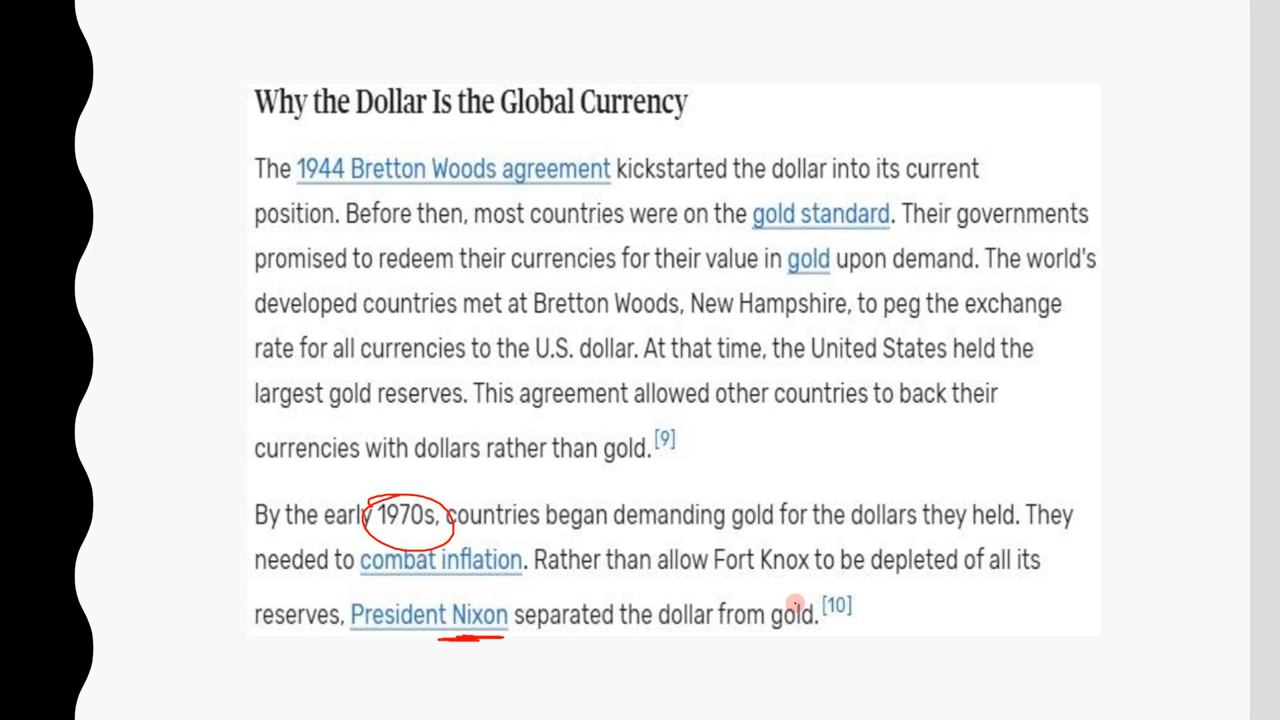 Why the Dollar Is the Global Currency
The 1944 Bretton Woods agreement kickstarted the dollar into its current
position. Before then, most countries were on the gold standard. Their governments
promised to redeem their currencies for their value in gold upon demand. The world's
developed countries met at Bretton Woods, New Hampshire, to peg the exchange
rate for all currencies to the U.S. dollar. At that time, the United States held the
largest gold reserves. This agreement allowed other countries to back their
currencies with dollars rather than gold. [9]
By the early 1970s, countries began demanding gold for the dollars they held. They
needed to combat inflation. Rather than allow Fort Knox to be depleted of all its
reserves, President Nixon separated the dollar from gold. [10]